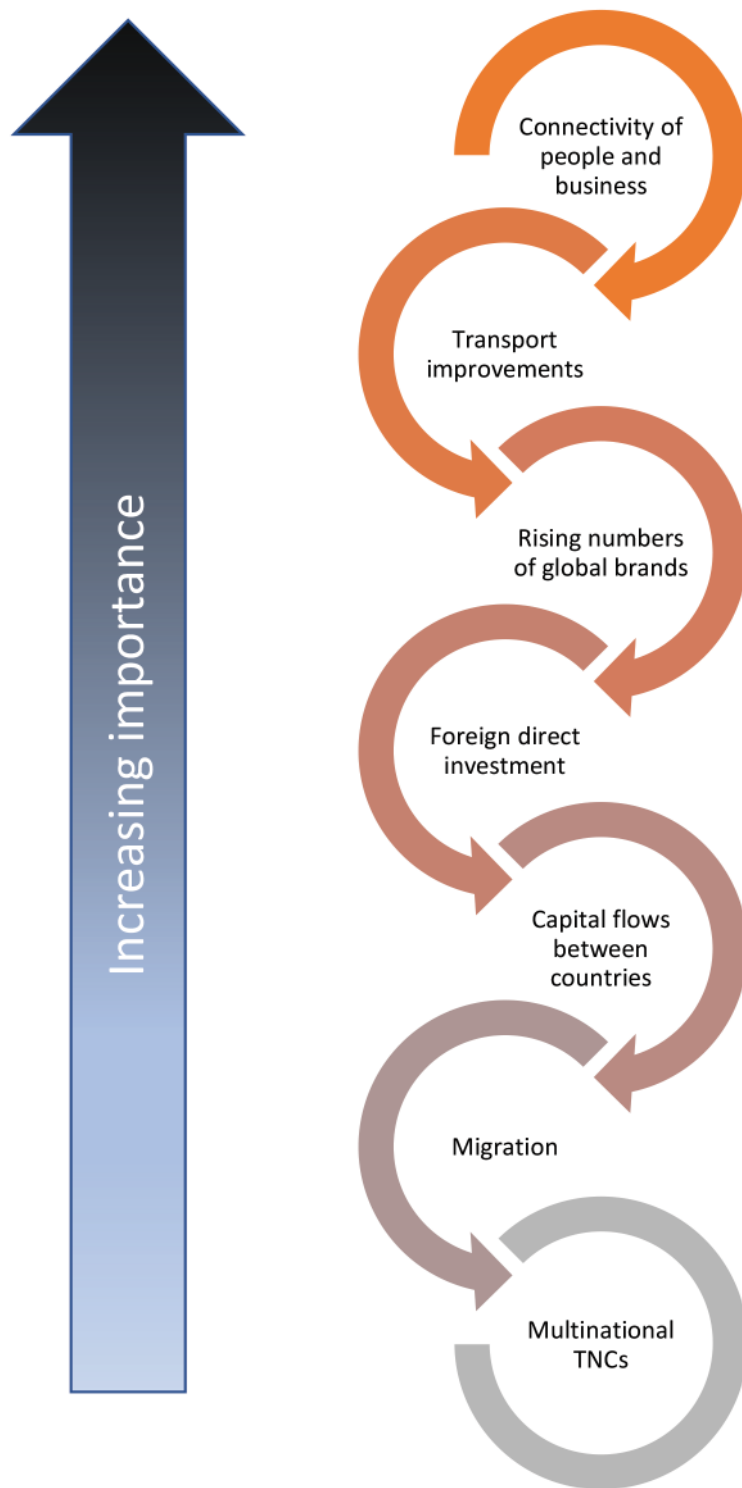 Connectivity of
people and
business
Transport
improvements
Rising numbers
of global brands
Foreign direct
investment
Capital flows
between
countries
Migration
Multinational
TNCs
Increasing importance